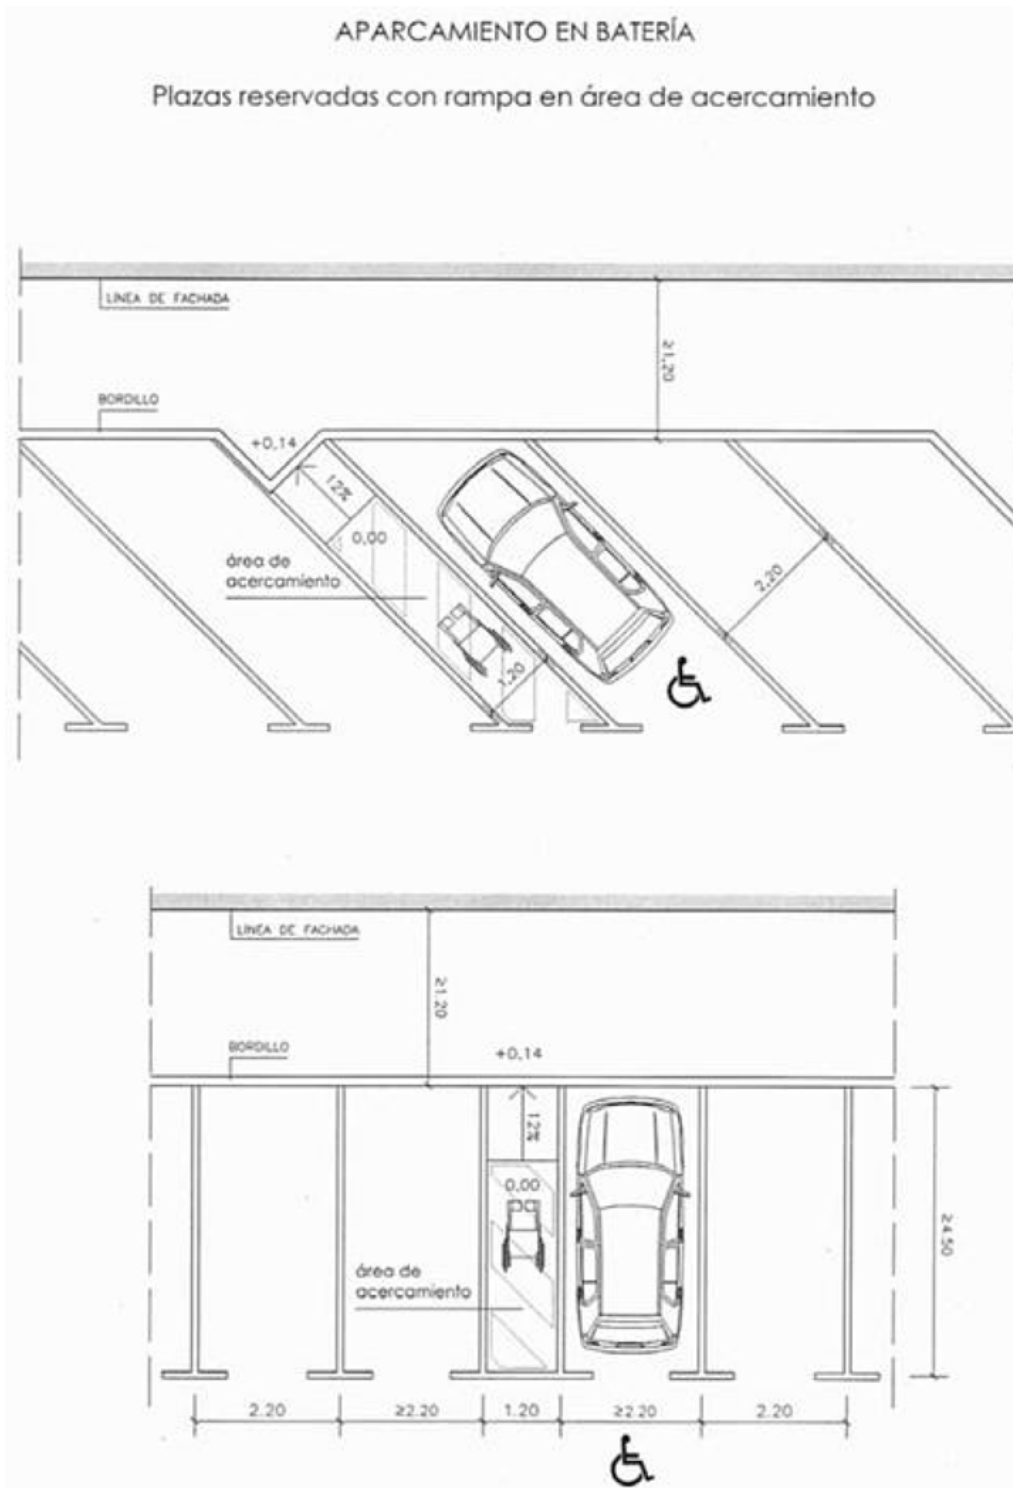 APARCAMIENTO EN BATERÍA
Plazas reservadas con rampa en área de acercamiento
LÍNEA DE FACHADA
≥1,20
BORDILLO
+0,14
12%
0,00
área de
acercamiento
2,20
1,20
LÍNEA DE FACHADA
≥1.20
BORDILLO
+0,14
12%
0,00
≥4.50
área de
acercamiento
2.20
≥2.20
1.20
≥2.20
2.20